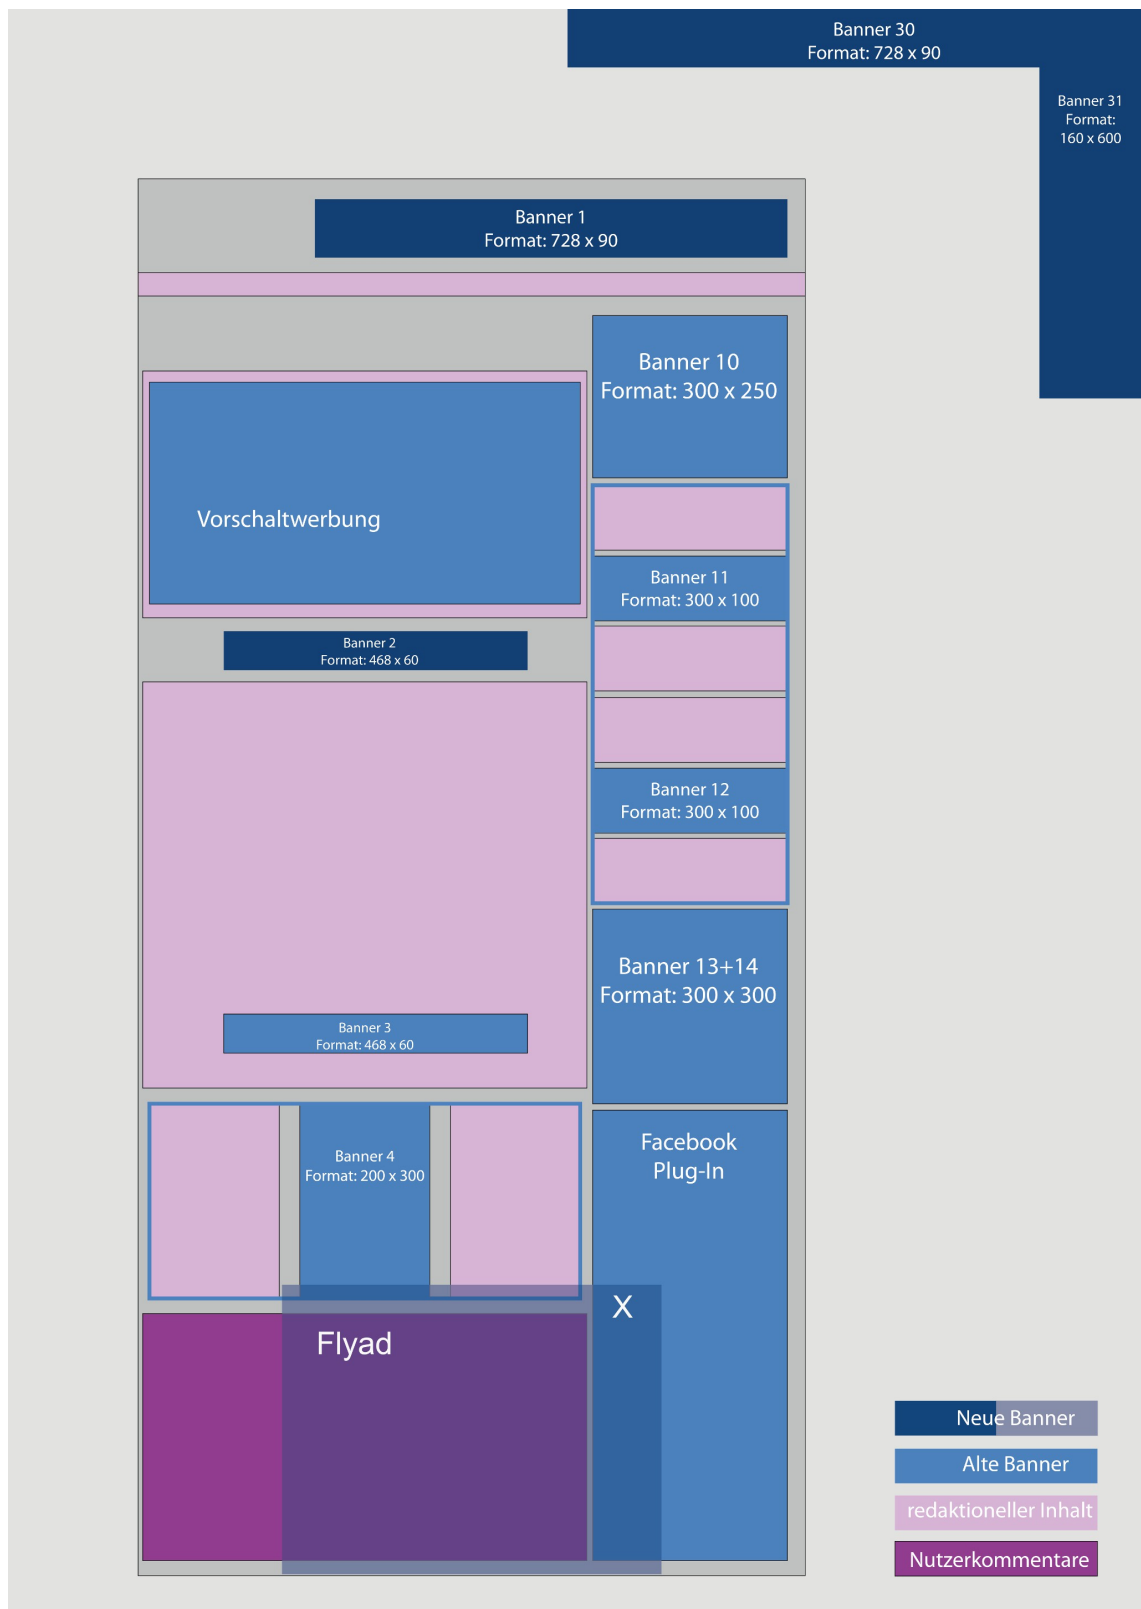 Banner 30
Format: 728 x 90
Banner 31
Format:
160 x 600
Banner 1
Format: 728 x 90
Banner 10
Format: 300 x 250
Vorschaltwerbung
Banner 11
Format: 300 x 100
Banner 2
Format: 468 x 60
Banner 12
Format: 300 x 100
Banner 13+14
Format: 300 x 300
Banner 3
Format: 468 x 60
Banner 4
Format: 200 x 300
Facebook
Plug-In
X
Flyad
Neue Banner
Alte Banner
redaktioneller Inhalt
Nutzerkommentare